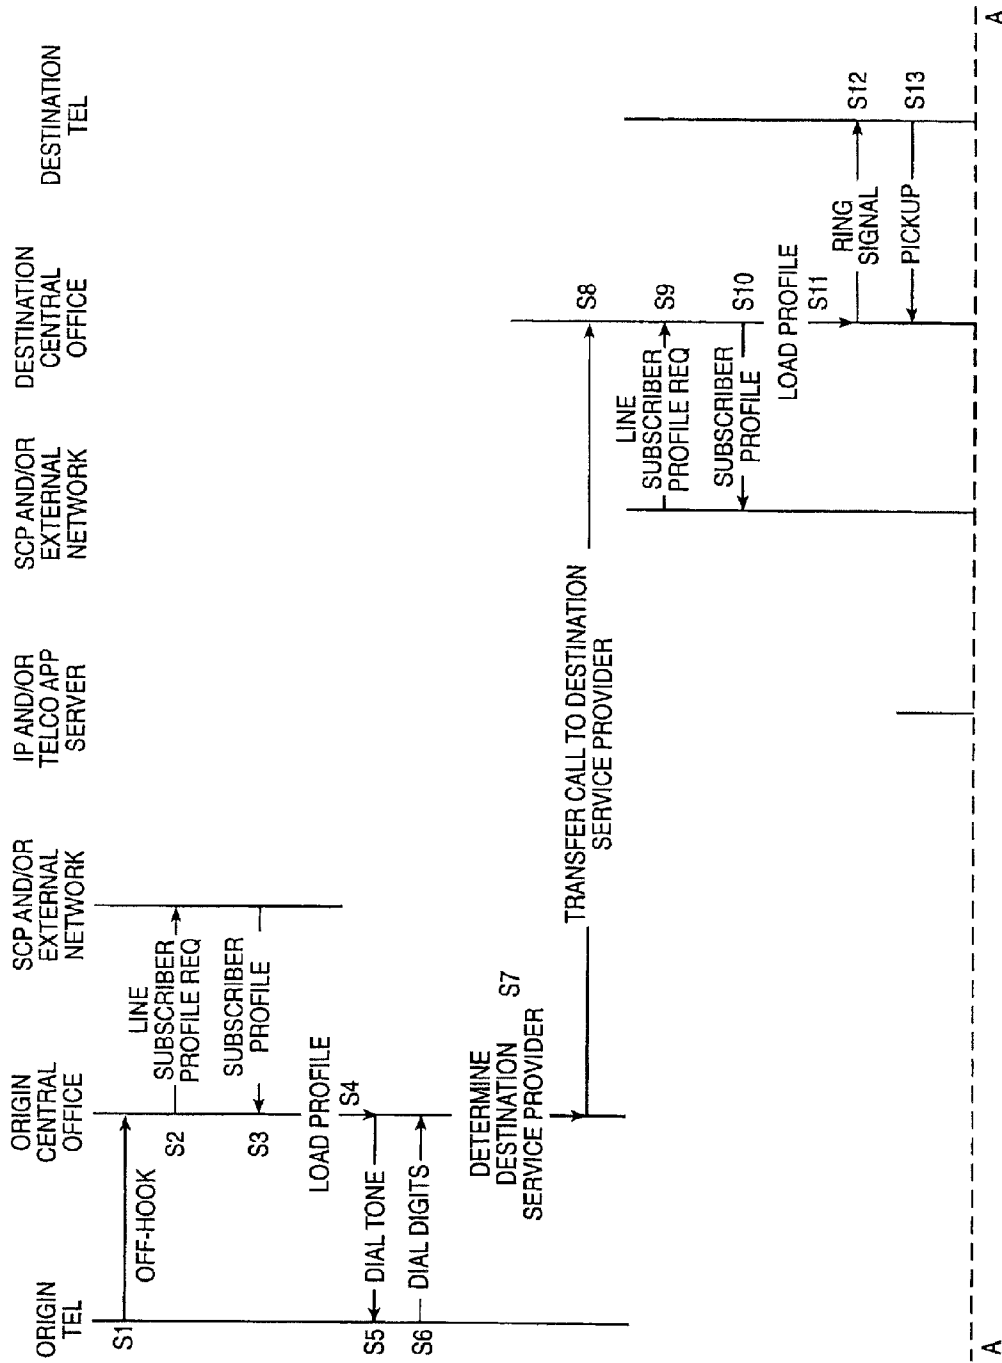 ORIGIN
TEL
ORIGIN
CENTRAL
OFFICE
SCP AND/OR
EXTERNAL
NETWORK
IP AND/OR
TELCO APP
SERVER
SCP AND/OR
EXTERNAL
NETWORK
DESTINATION
CENTRAL
OFFICE
DESTINATION
TEL
S1
OFF-HOOK
S2
LINE
SUBSCRIBER
PROFILE REQ
S3
SUBSCRIBER
PROFILE
LOAD PROFILE
S4
S5
DIAL TONE
S6
DIAL DIGITS
DETERMINE
DESTINATION
SERVICE PROVIDER
S7
TRANSFER CALL TO DESTINATION
SERVICE PROVIDER
S8
LINE
SUBSCRIBER
PROFILE REQ
S9
SUBSCRIBER
PROFILE
S10
LOAD PROFILE
S11
RING
SIGNAL
S12
PICKUP
S13
A
A